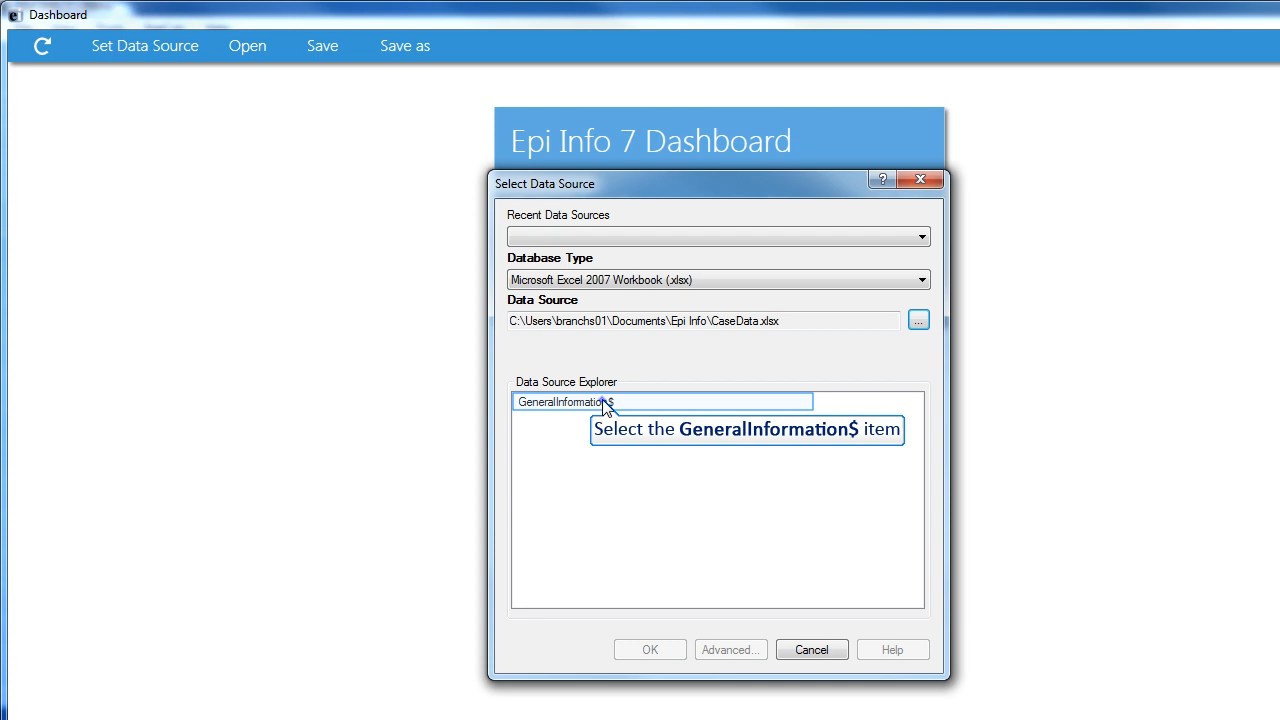 Dashboard
Set Data Source Open Save Save as
Epi Info 7 Dashboard
Select Data Source
?
Recent Data Sources
Database Type
Microsoft Excel 2007 Workbook (.xlsx)
Data Source
C:\Users\branchs01\Documents\Epi Info\CaseData.xlsx
...
Data Source Explorer
GeneralInformation$
Select the GeneralInformation$ item
OK Advanced... Cancel Help